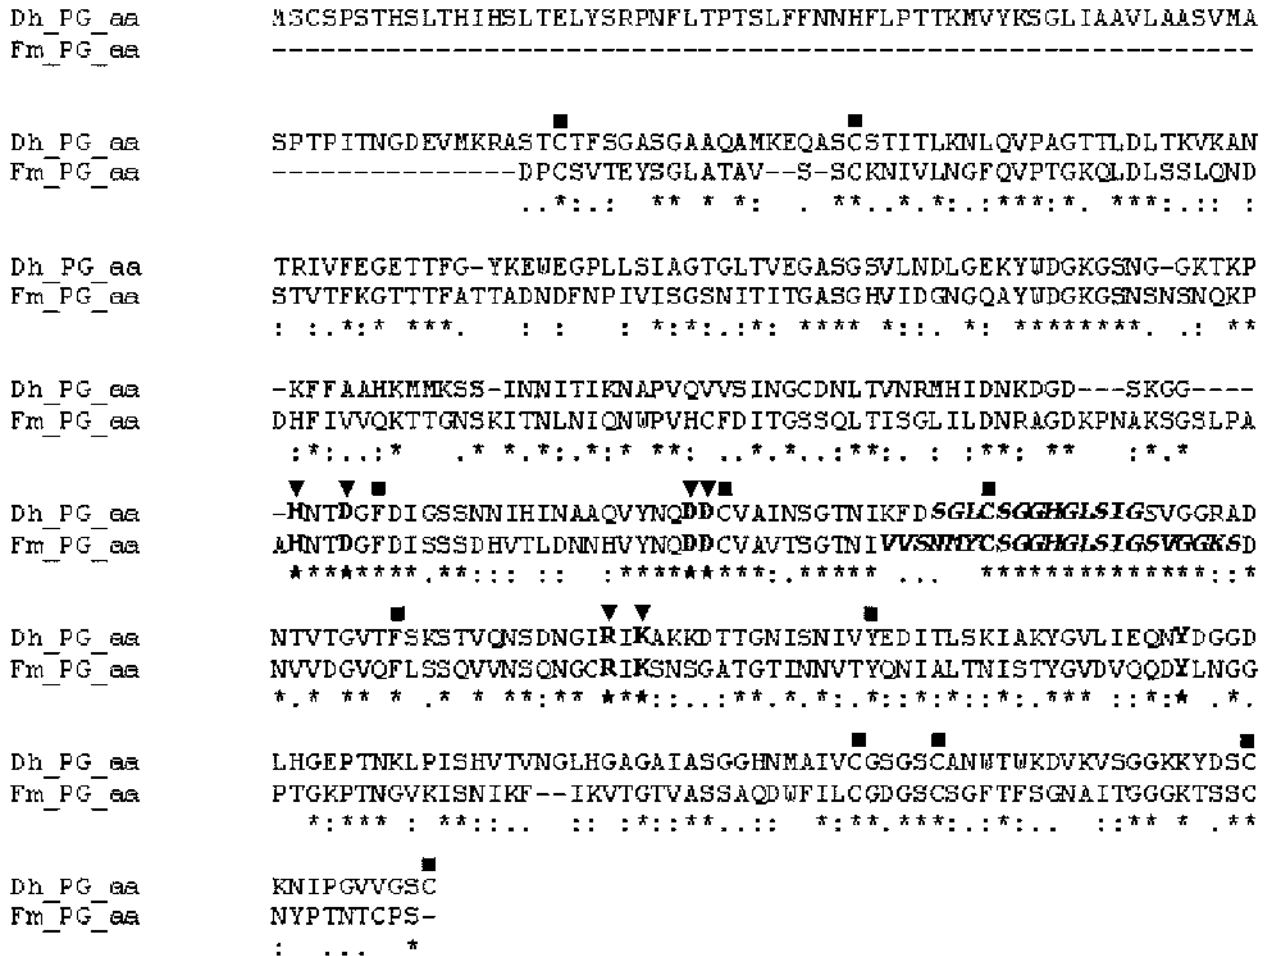 Dh_PG_aa ASCSPSTHSLTHIHSLTELYSRPNFLTPTSLFFNNHFLPTTKMVYKSGLIAAVLAASVMA
Fm_PG_aa ------------------------------------------------------------
■ ■
Dh_PG_aa SPTPITNGDEVMKRASTCTFSGASGAAQAMKEQASCSTITLKNLQVPAGTTLDLTKVKAN
Fm_PG_aa ---------------DPCSVTEYSGLATAV--S-SCKNIVLNGFQVPTGKQLDLSSLQND
..*:.: ** * *: . **..*.*:.:***:*. ***:.:: :
Dh_PG_aa TRIVFEGETTFG-YKEWEGPLLSIAGTGLTVEGASGSVLNDLGEKYWDGKGSNG-GKTKP
Fm_PG_aa STVTFKGTTTFATTADNDFNPIVISGSNITITGASGHVIDGNGQAYWDGKGSNSNSNQKP
: :.*:* ***. : : : *:*:.:*: **** *::. *: ********. .: **
Dh_PG_aa -KFFAAHKMMKSS-INNITIKNAPVQVVSINGCDNLTVNRMHIDNKDGD---SKGG----
Fm_PG_aa DHFIVVQKTTGNSKITNLNIQNWPVHCFDITGSSQLTISGLILDNRAGDKPNAKSGSLPA
:*:..:* .* *.*:.*:* **: ..*.*..:**:. : :**: ** :*.*
▼ ▼ ■ ▼▼■ ■
Dh_PG_aa -HNTDGFDIGSSNNIHINAAQVYNQDDCVAINSGTNIKFDSGLCSGGHGLSIGSVGGRAD
Fm_PG_aa AHNTDGFDISSSDHVTLDNNHVYNQDDCVAVTSGTNIVVSNMYCSGGHGLSIGSVGGKSD
★***★****.**::: :: :*****★★***:.***** ... ***************::*
■ ▼ ▼ ■
Dh_PG_aa NTVTGVTFSKSTVQNSDNGIRIKAKKDTTGNISNIVYEDITLSKIAKYGVLIEQNYDGGD
Fm_PG_aa NVVDGVQFLSSQVVNSQNGCRIKSNSGATGTINNVTYQNIALTNISTYGVDVQQDYLNGG
*.* ** * .* * **:** ★*★::..:**.*.*:.*::*:*::*:.*** ::*:★ .*.
■ ■ ■
Dh_PG_aa LHGEPTNKLPISHVTVNGLHGAGAIASGGHNMAIVCGSGSCANWTWKDVKVSGGKKYDSC
Fm_PG_aa PTGKPTNGVKISNIKF--IKVTGTVASSAQDWFILCGDGSCSGFTFSGNAITGGGKTSSC
*:*** : **::.. :: :*::**..:: *:**.***:.:*:.. ::** * .**
■
Dh_PG_aa KNIPGVVGSC
Fm_PG_aa NYPTNTCPS-
: ... *